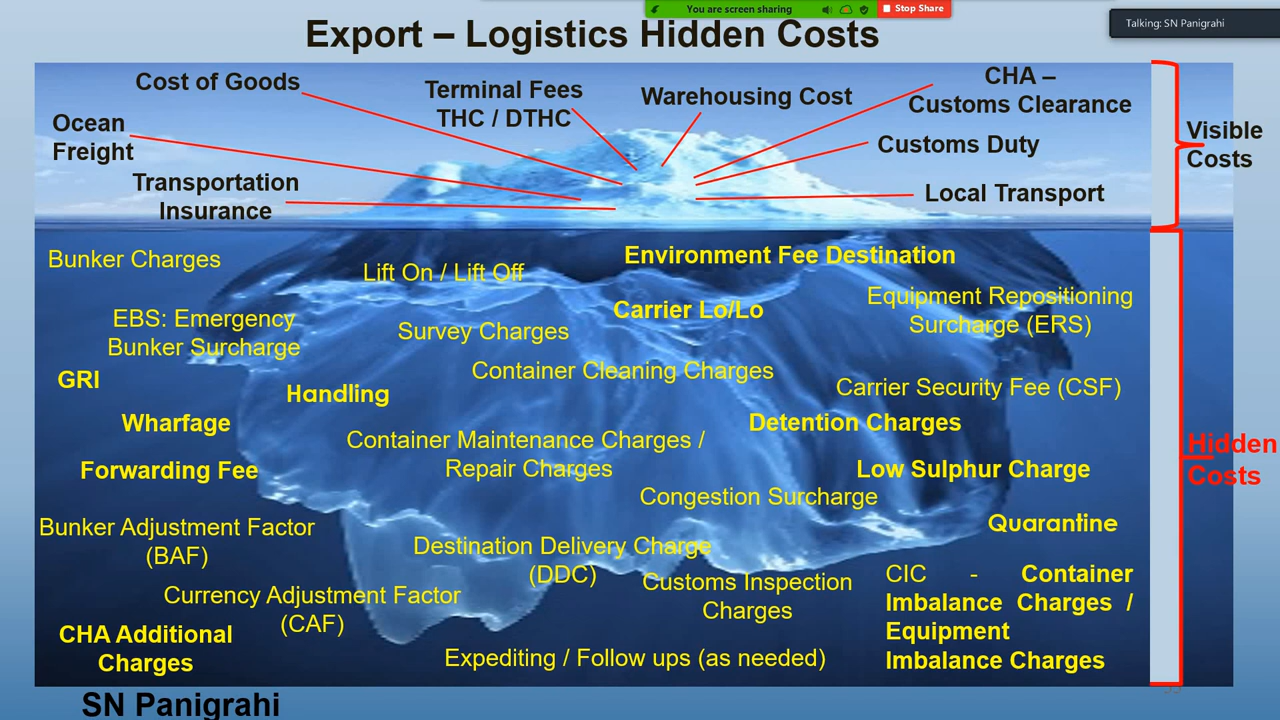 You are screen sharing
Stop Share
Talking: SN Panigrahi
Export – Logistics Hidden Costs
Cost of Goods
Terminal Fees
THC / DTHC
Warehousing Cost
CHA –
Customs Clearance
Ocean
Freight
Customs Duty
Visible
Costs
Transportation
Insurance
Local Transport
Bunker Charges
Lift On / Lift Off
Environment Fee Destination
EBS: Emergency
Bunker Surcharge
Survey Charges
Carrier Lo/Lo
Equipment Repositioning
Surcharge (ERS)
GRI
Handling
Container Cleaning Charges
Carrier Security Fee (CSF)
Wharfage
Detention Charges
Container Maintenance Charges /
Repair Charges
Forwarding Fee
Low Sulphur Charge
Hidden
Costs
Congestion Surcharge
Quarantine
Bunker Adjustment Factor
(BAF)
Destination Delivery Charge
(DDC)
Customs Inspection
Charges
CIC - Container
Imbalance Charges /
Equipment
Imbalance Charges
Currency Adjustment Factor
(CAF)
CHA Additional
Charges
Expediting / Follow ups (as needed)
SN Panigrahi